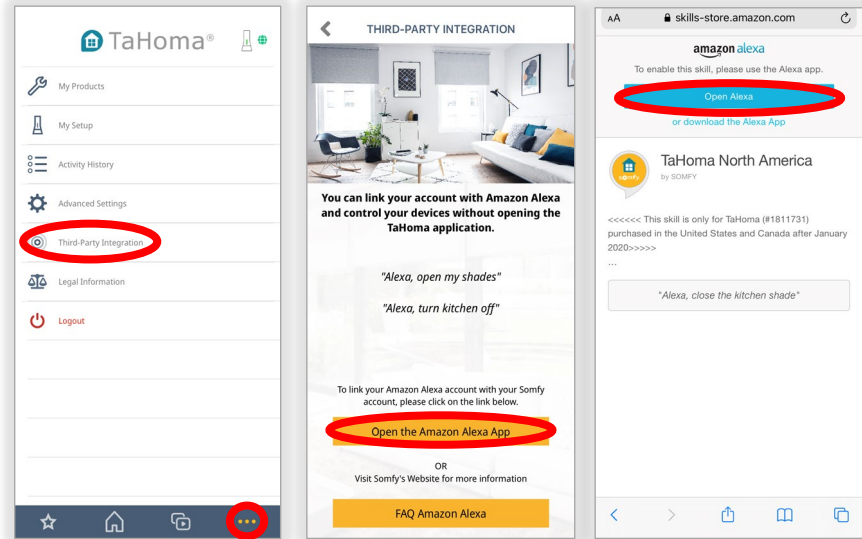 TaHoma®
My Products
My Setup
Activity History
Advanced Settings
Third-Party Integration
Legal Information
Logout
THIRD-PARTY INTEGRATION
You can link your account with Amazon Alexa
and control your devices without opening the
TaHoma application.
"Alexa, open my shades"
"Alexa, turn kitchen off"
To link your Amazon Alexa account with your Somfy
account, please click on the link below.
Open the Amazon Alexa App
OR
Visit Somfy's Website for more information
FAQ Amazon Alexa
AA skills-store.amazon.com
amazon alexa
To enable this skill, please use the Alexa app.
Open Alexa
or download the Alexa App
somfy
TaHoma North America
by SOMFY
<<<<<< This skill is only for TaHoma (#1811731)
purchased in the United States and Canada after January
2020>>>>>
...
"Alexa, close the kitchen shade"